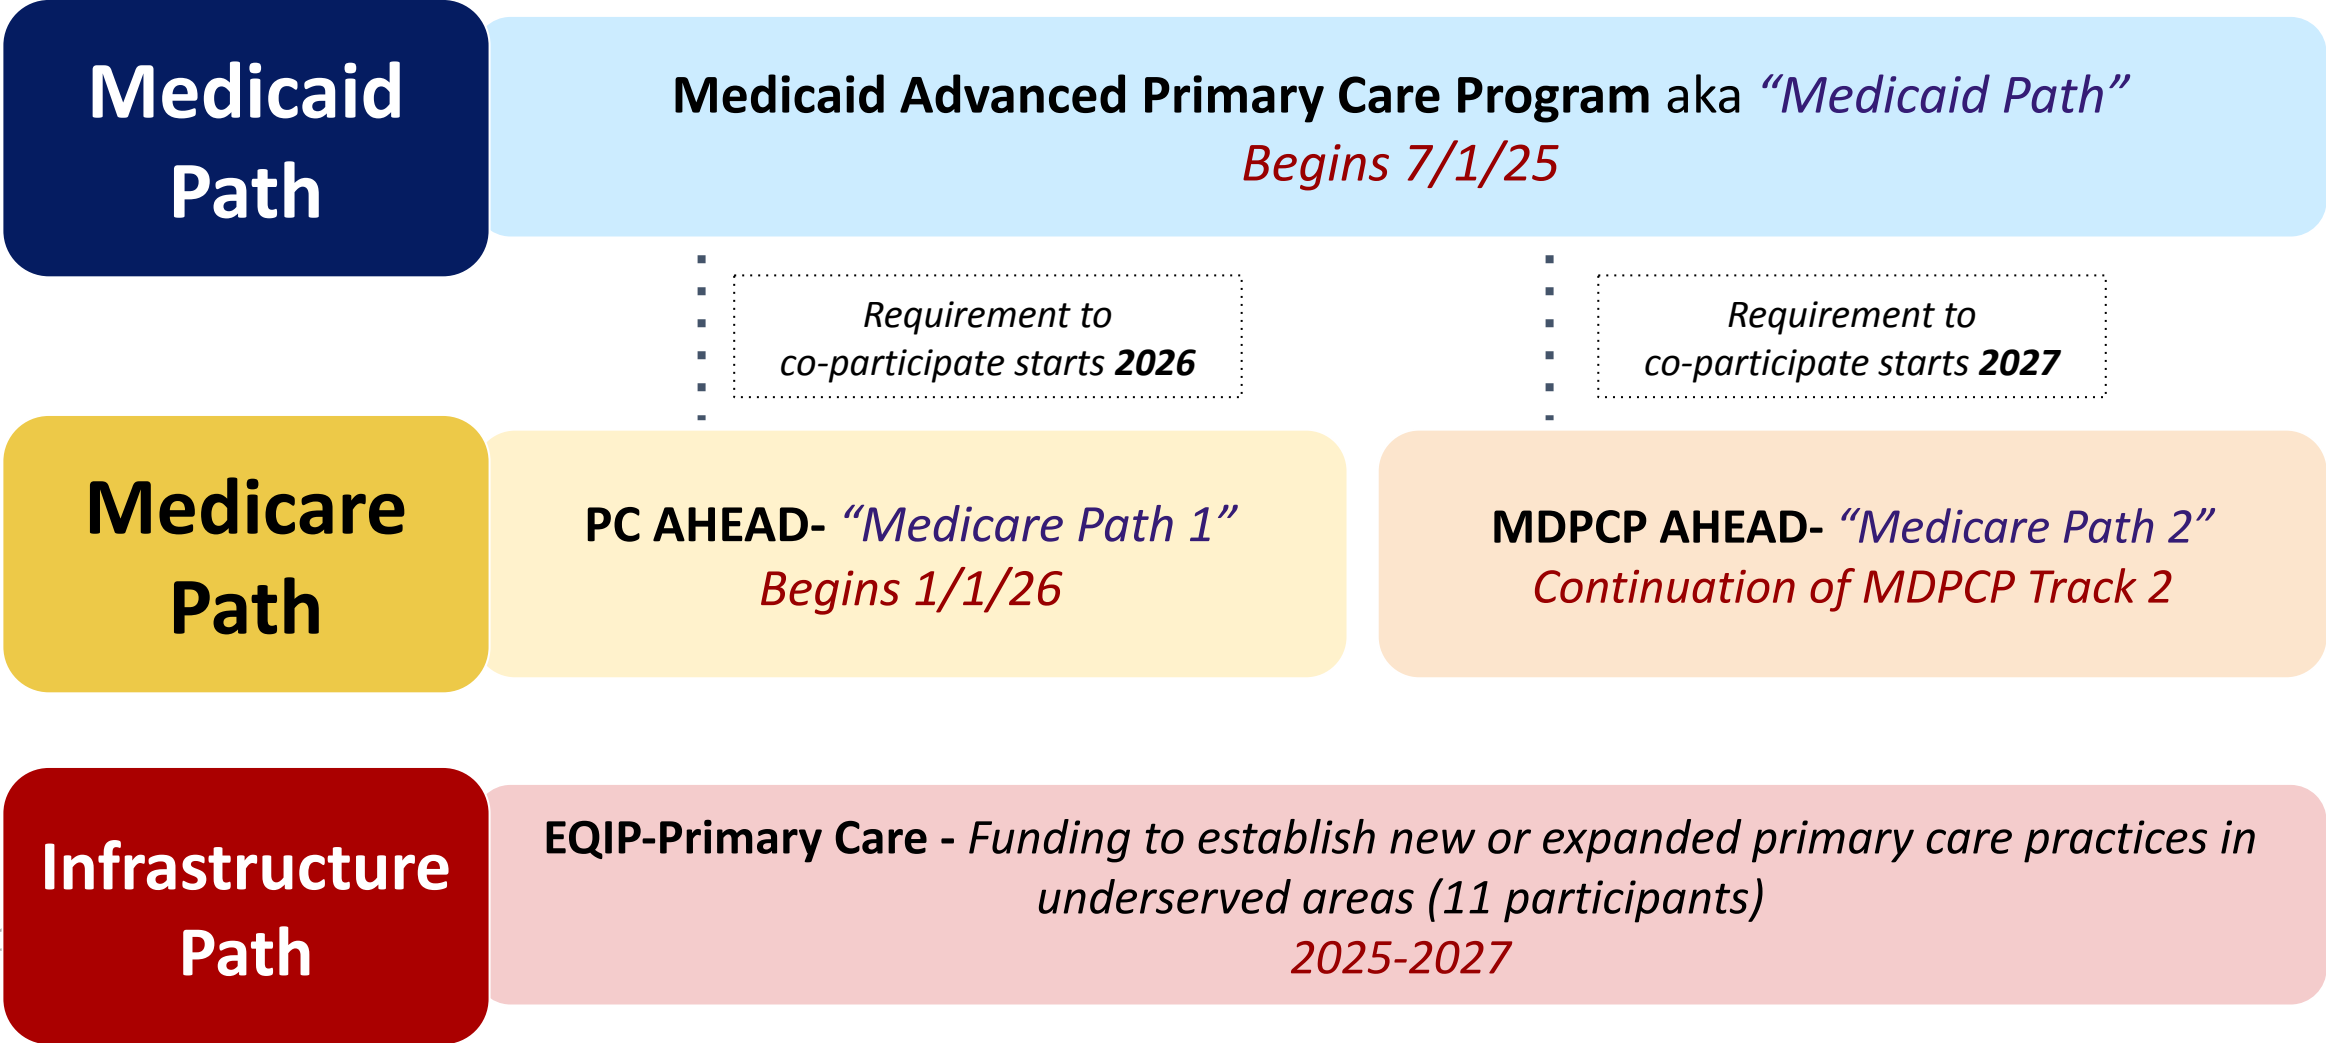 Medicaid
Path
Medicaid Advanced Primary Care Program aka “Medicaid Path”
Begins 7/1/25
Requirement to
co-participate starts 2026
Requirement to
co-participate starts 2027
Medicare
Path
PC AHEAD- “Medicare Path 1”
Begins 1/1/26
MDPCP AHEAD- “Medicare Path 2”
Continuation of MDPCP Track 2
Infrastructure
Path
EQIP-Primary Care - Funding to establish new or expanded primary care practices in
underserved areas (11 participants)
2025-2027